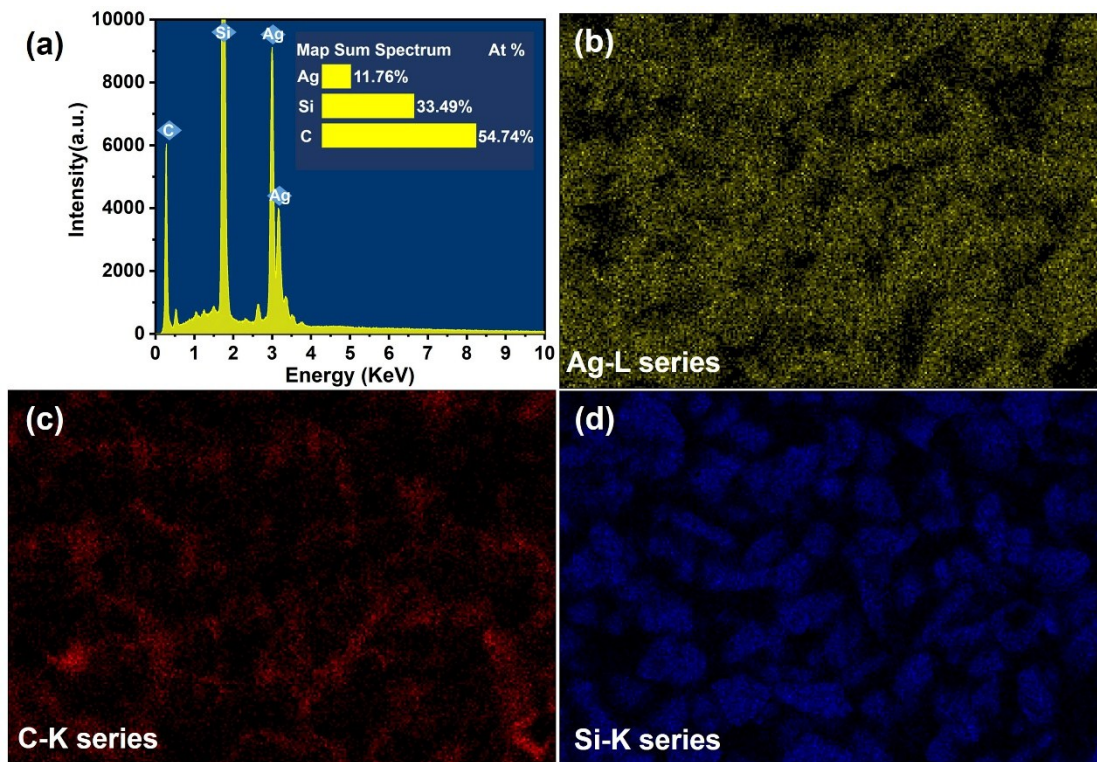 (a)
10000
8000
6000
4000
2000
0
Intensity(a.u.)
C
Si
Ag
Ag
Map Sum Spectrum At %
Ag 11.76%
Si 33.49%
C 54.74%
0 1 2 3 4 5 6 7 8 9 10
Energy (KeV)
(b)
Ag-L series
(c)
C-K series
(d)
Si-K series